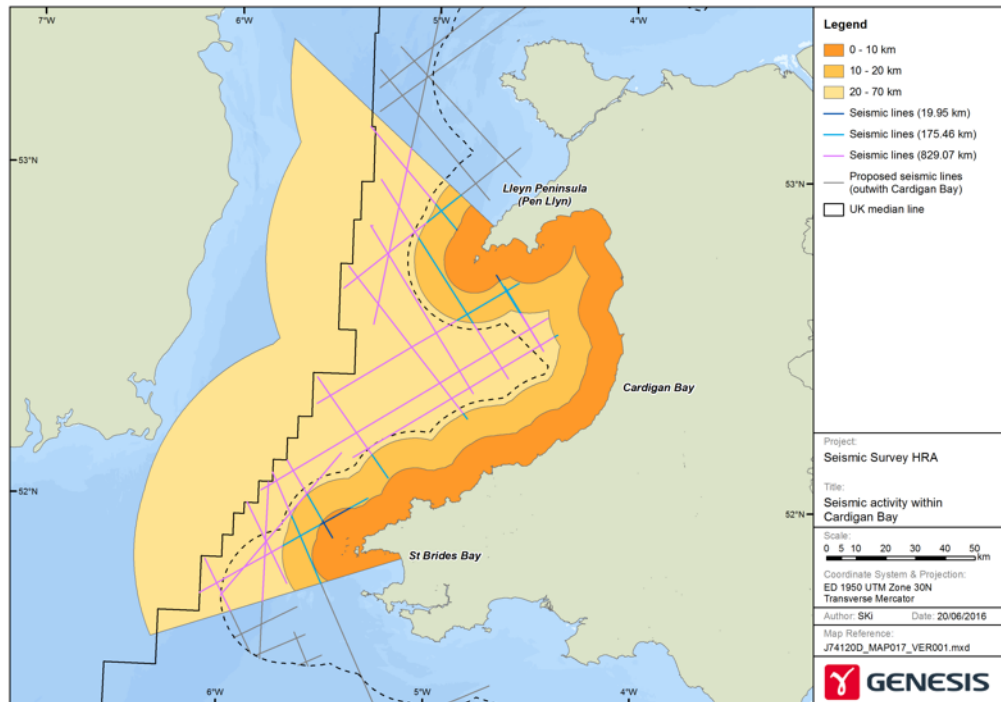 7°W
6°W
5°W
4°W
53°N
53°N
Lleyn Peninsula
(Pen Llyn)
Cardigan Bay
52°N
52°N
St Brides Bay
6°W
5°W
4°W
Legend
0 - 10 km
10 - 20 km
20 - 70 km
Seismic lines (19.95 km)
Seismic lines (175.46 km)
Seismic lines (829.07 km)
Proposed seismic lines
(outwith Cardigan Bay)
UK median line
Project:
Seismic Survey HRA
Title:
Seismic activity within
Cardigan Bay
Scale:
0 5 10 20 30 40 50
km
Coordinate System & Projection:
ED 1950 UTM Zone 30N
Transverse Mercator
Author: SKi Date: 20/06/2016
Map Reference:
J74120D_MAP017_VER001.mxd
GENESIS